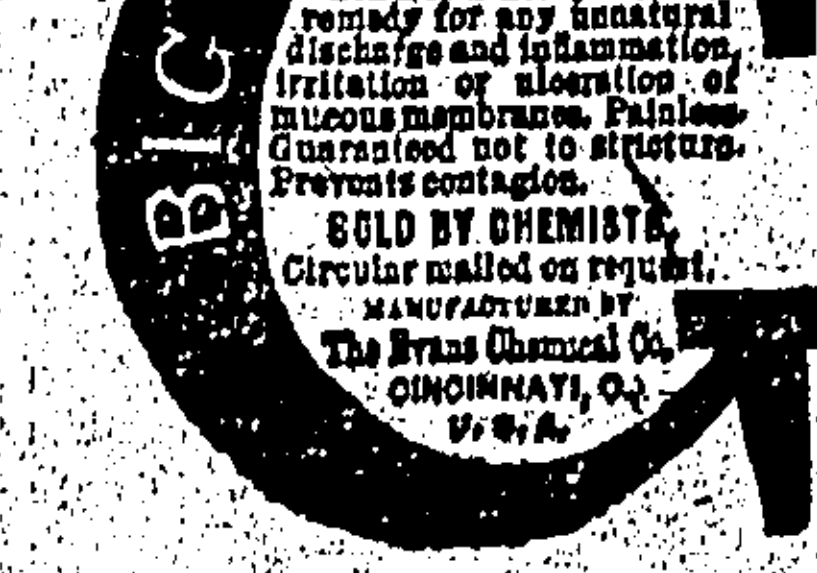 BIG
remedy for any unnatural
discharge and inflammation,
irritation or ulceration of
mucous membranes. Painless.
Guaranteed not to stricture.
Prevents contagion.
SOLD BY CHEMISTS.
Circular mailed on request.
MANUFACTURED BY
The Evans Chemical Co.
CINCINNATI, O.,
U. S. A.